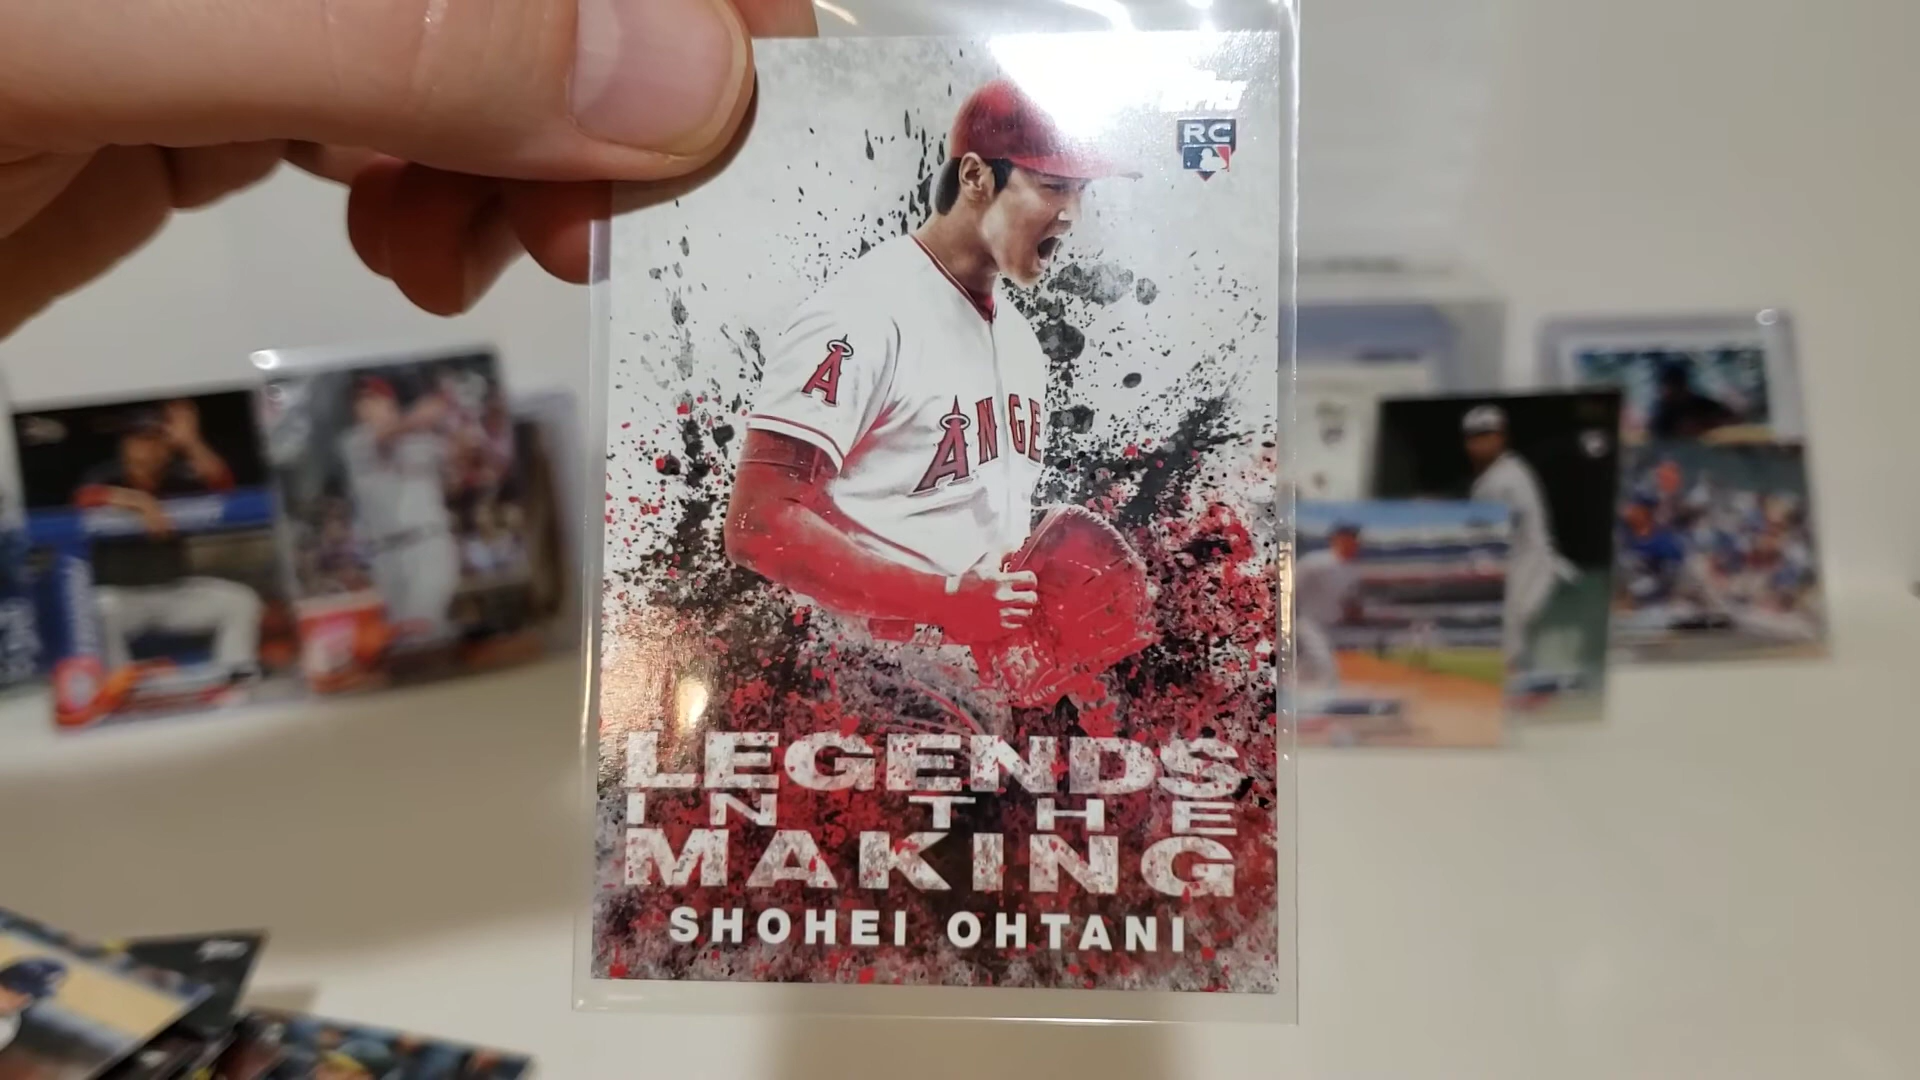 RC
A
ANGE
LEGENDS
IN THE
MAKING
SHOHEI OHTANI